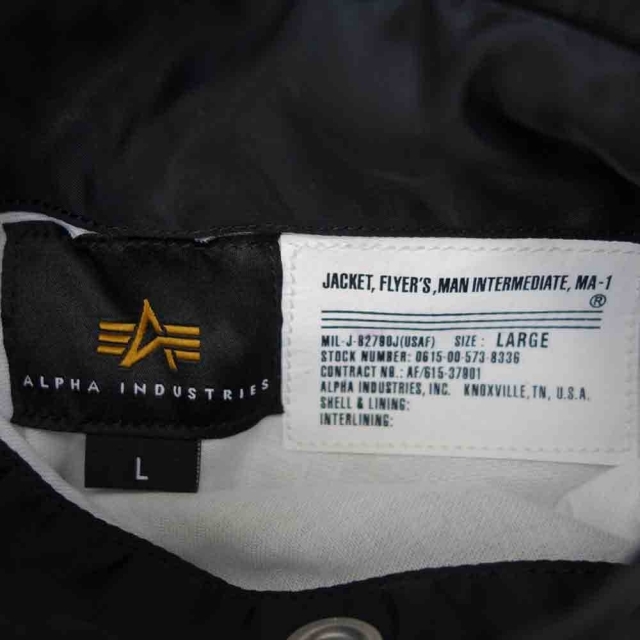 ALPHA INDUSTRIES
L
JACKET, FLYER'S, MAN INTERMEDIATE, MA-1
®
MIL-J-82790J(USAF) SIZE: LARGE
STOCK NUMBER: 0615-00-573-8336
CONTRACT NO.: AF/615-37801
ALPHA INDUSTRIES, INC. KNOXVILLE, TN, U.S.A.
SHELL & LINING:
INTERLINING: